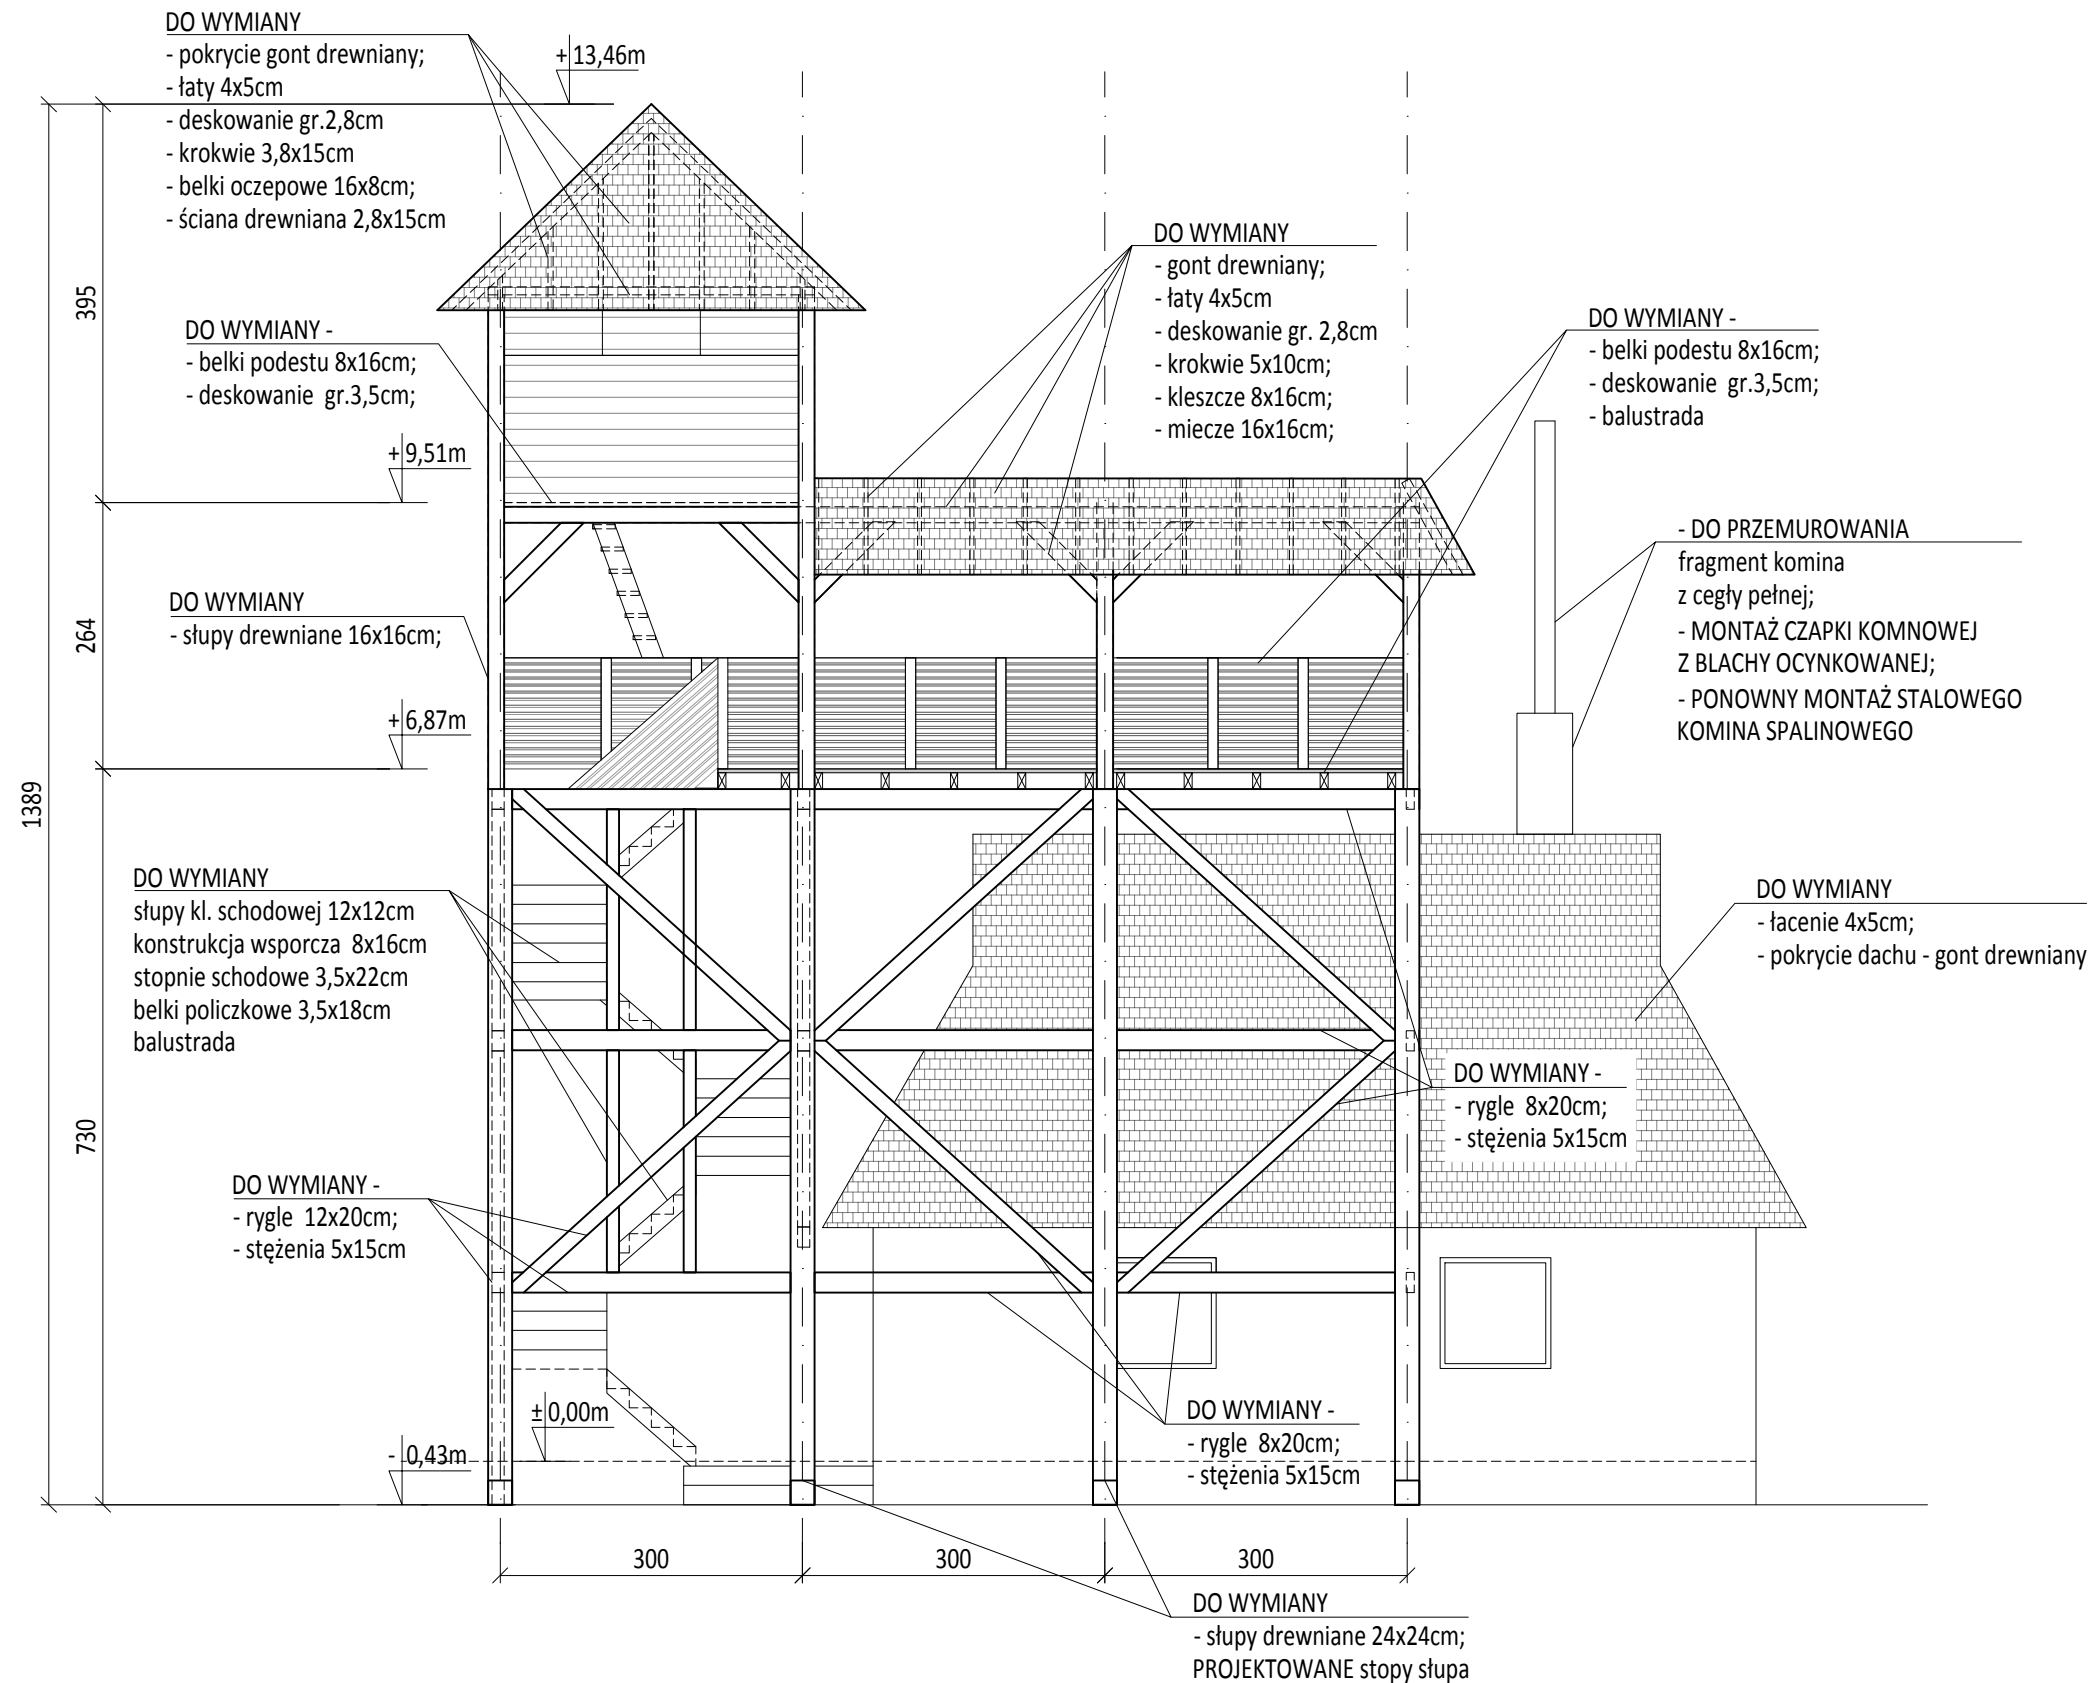 DO WYMIANY
- pokrycie gont drewniany;
- łaty 4x5cm
- deskowanie gr.2,8cm
- krokwie 3,8x15cm
- belki oczepowe 16x8cm;
- ściana drewniana 2,8x15cm
+ 13,46m
DO WYMIANY
- gont drewniany;
- łaty 4x5cm
- deskowanie gr. 2,8cm
- krokwie 5x10cm;
- kleszcze 8x16cm;
- miecze 16x16cm;
DO WYMIANY -
- belki podestu 8x16cm;
- deskowanie gr.3,5cm;
- balustrada
395
DO WYMIANY -
- belki podestu 8x16cm;
- deskowanie gr.3,5cm;
+ 9,51m
- DO PRZEMUROWANIA
fragment komina
z cegły pełnej;
- MONTAŻ CZAPKI KOMNOWEJ
Z BLACHY OCYNKOWANEJ;
- PONOWNY MONTAŻ STALOWEGO
KOMINA SPALINOWEGO
264
DO WYMIANY
- słupy drewniane 16x16cm;
+ 6,87m
1389
DO WYMIANY
słupy kl. schodowej 12x12cm
konstrukcja wsporcza 8x16cm
stopnie schodowe 3,5x22cm
belki policzkowe 3,5x18cm
balustrada
DO WYMIANY
- łacenie 4x5cm;
- pokrycie dachu - gont drewniany
DO WYMIANY -
- rygle 8x20cm;
- stężenia 5x15cm
730
DO WYMIANY -
- rygle 12x20cm;
- stężenia 5x15cm
± 0,00m
- 0,43m
DO WYMIANY -
- rygle 8x20cm;
- stężenia 5x15cm
300
300
300
DO WYMIANY
- słupy drewniane 24x24cm;
PROJEKTOWANE stopy słupa